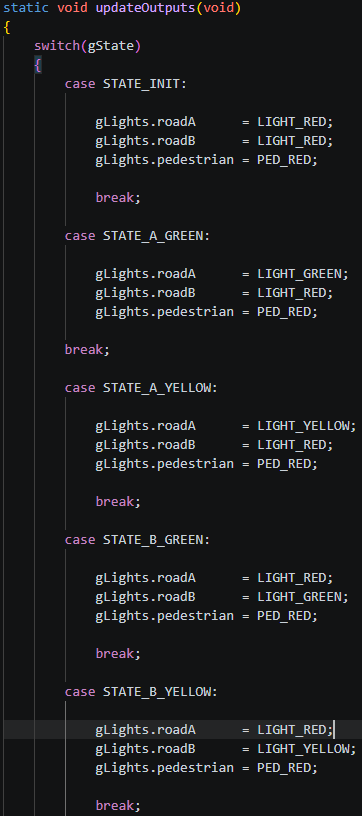 static void updateOutputs(void)
{
    switch(gState)
    {
        case STATE_INIT:

            gLights.roadA      = LIGHT_RED;
            gLights.roadB      = LIGHT_RED;
            gLights.pedestrian = PED_RED;

            break;

        case STATE_A_GREEN:

            gLights.roadA      = LIGHT_GREEN;
            gLights.roadB      = LIGHT_RED;
            gLights.pedestrian = PED_RED;

        break;

        case STATE_A_YELLOW:

            gLights.roadA      = LIGHT_YELLOW;
            gLights.roadB      = LIGHT_RED;
            gLights.pedestrian = PED_RED;

            break;

        case STATE_B_GREEN:

            gLights.roadA      = LIGHT_RED;
            gLights.roadB      = LIGHT_GREEN;
            gLights.pedestrian = PED_RED;

            break;

        case STATE_B_YELLOW:

            gLights.roadA      = LIGHT_RED;
            gLights.roadB      = LIGHT_YELLOW;
            gLights.pedestrian = PED_RED;

            break;